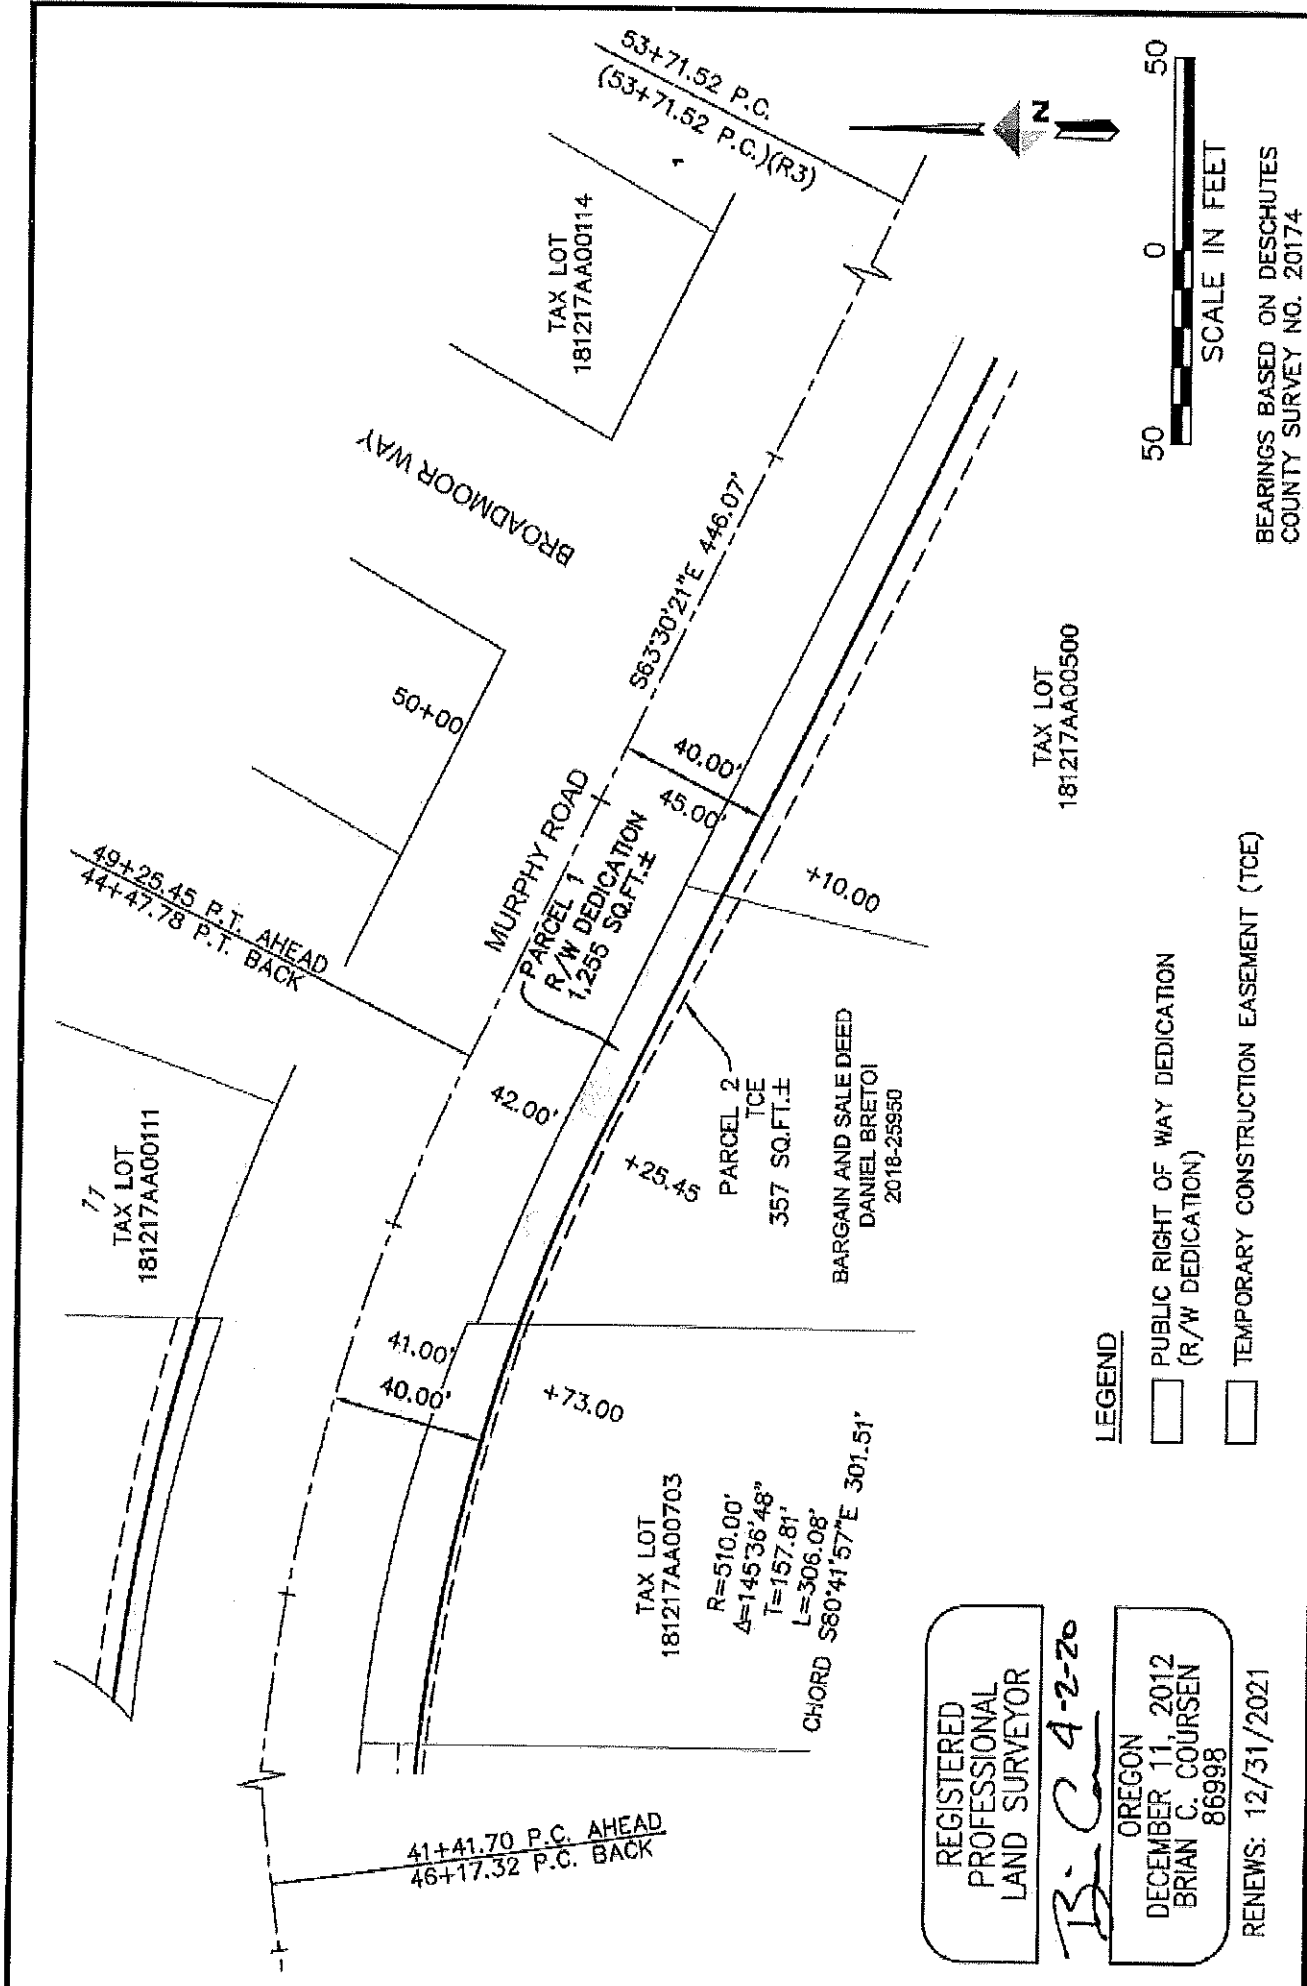 53+71.52 P.C.
(53+71.52 P.C.)(R3)
TAX LOT
181217AA00114
N
BROADMOOR WAY
50+00
S63°30'21"E 446.07'
49+25.45 P.T. AHEAD
44+47.78 P.T. BACK
MURPHY ROAD
PARCEL 1
R/W DEDICATION
1,255 SQ.FT.±
40.00'
45.00'
+10.00
TAX LOT
181217AA00500
TAX LOT
181217AA00111
42.00'
+25.45
PARCEL 2
TCE
357 SQ.FT.±
BARGAIN AND SALE DEED
DANIEL BRETOI
2018-25950
41.00'
40.00'
+73.00
TAX LOT
181217AA00703
R=510.00'
Δ=145°36'48"
T=157.81'
L=306.08'
CHORD S80°41'57"E 301.51'
41+41.70 P.C. AHEAD
46+17.32 P.C. BACK
50 0 50
SCALE IN FEET
BEARINGS BASED ON DESCHUTES
COUNTY SURVEY NO. 20174
LEGEND
PUBLIC RIGHT OF WAY DEDICATION
(R/W DEDICATION)
TEMPORARY CONSTRUCTION EASEMENT (TCE)
REGISTERED
PROFESSIONAL
LAND SURVEYOR
4-2-20
OREGON
DECEMBER 11, 2012
BRIAN C. COURSEN
86998
RENEWS: 12/31/2021